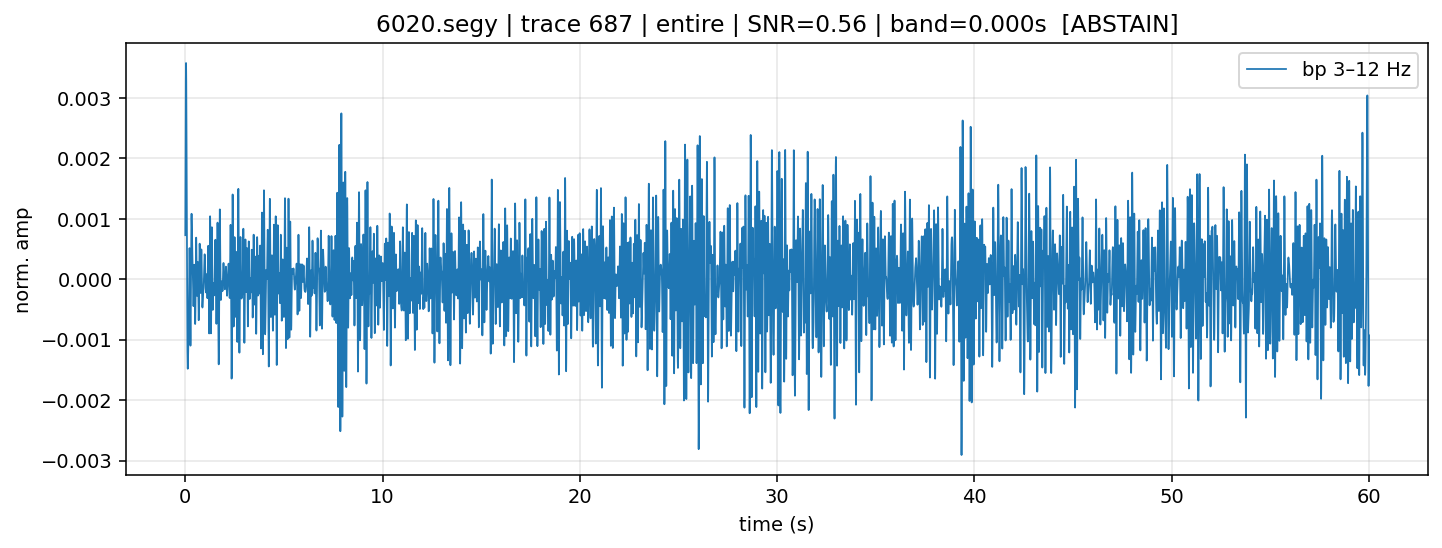 6020.segy | trace 687 | entire | SNR=0.56 | band=0.000s  [ABSTAIN]
bp 3–12 Hz
norm. amp
0.003
0.002
0.001
0.000
−0.001
−0.002
−0.003
0 10 20 30 40 50 60
time (s)